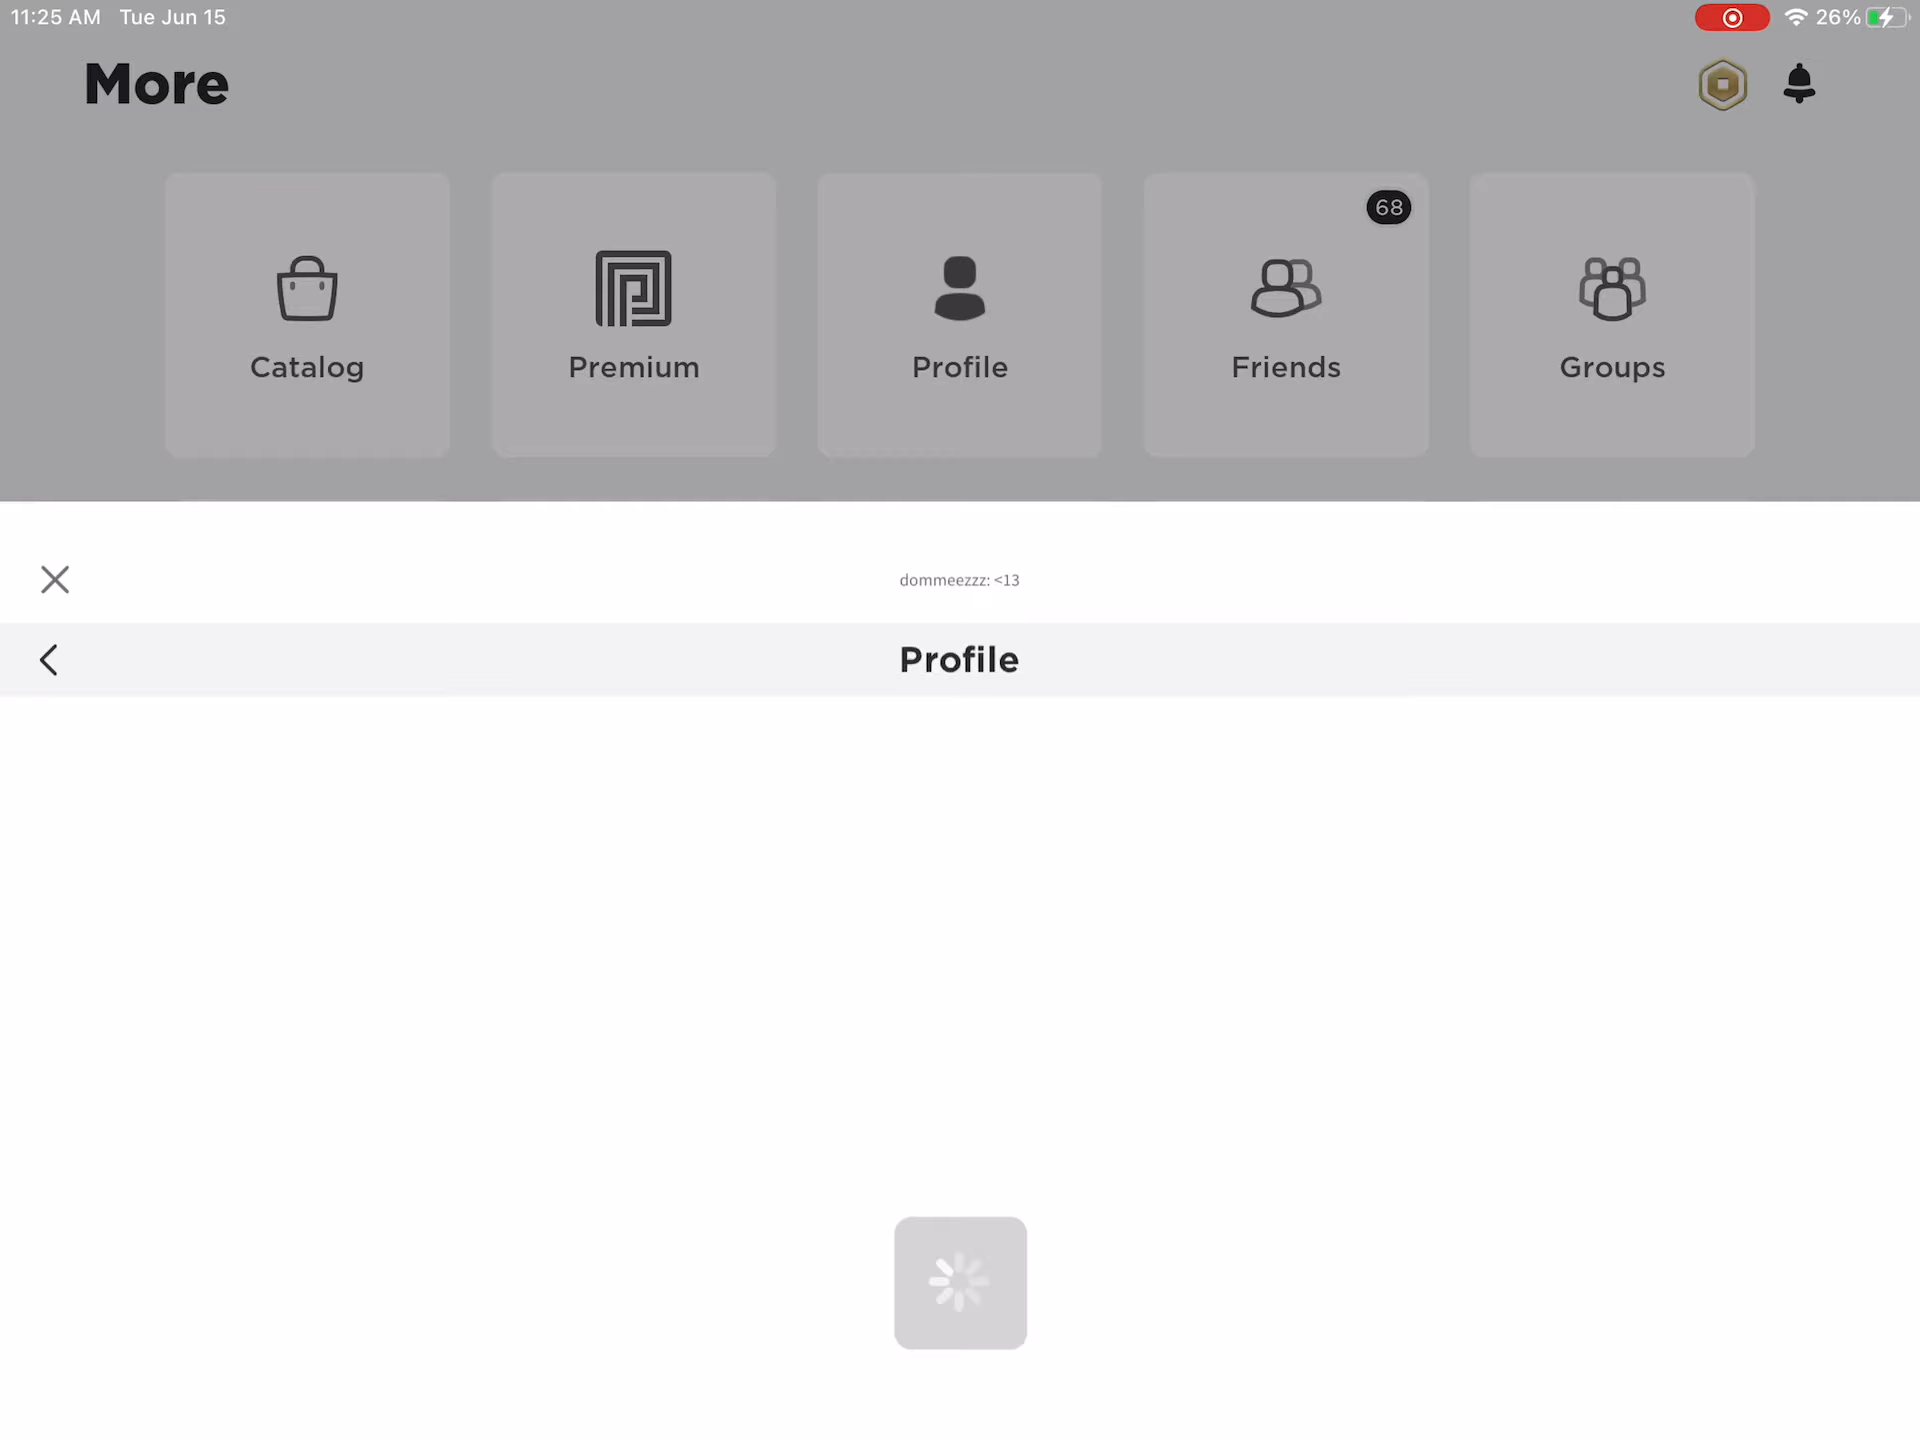 11:25 AM Tue Jun 15 26%
More
68
Catalog Premium Profile Friends Groups
dommeezzz: <13
Profile